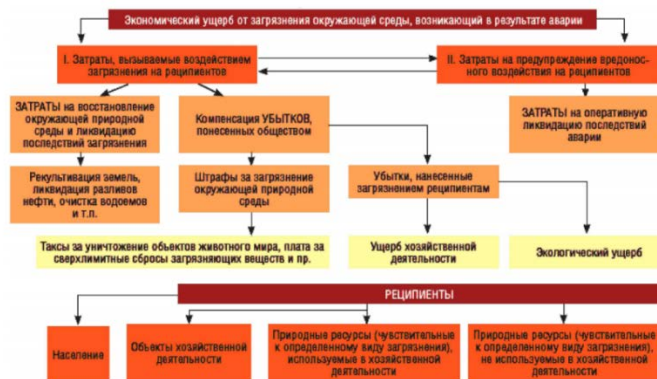 Экономический ущерб от загрязнения окружающей среды, возникающий в результате аварии
I. Затраты, вызываемые воздействием
загрязнения на реципиентов
II. Затраты на предупреждение вредонос-
ного воздействия на реципиентов
ЗАТРАТЫ на восстановление
окружающей природной
среды и ликвидацию
последствий загрязнения
Компенсация УБЫТКОВ,
понесенных обществом
ЗАТРАТЫ на оперативную
ликвидацию последствий
аварии
Рекультивация земель,
ликвидация разливов
нефти, очистка водоемов
и т.п.
Штрафы за загрязнение
окружающей природной
среды
Убытки, нанесенные
загрязнением реципиентам
Таксы за уничтожение объектов животного мира, плата за
сверхлимитные сбросы загрязняющих веществ и пр.
Ущерб хозяйственной
деятельности
Экологический ущерб
РЕЦИПИЕНТЫ
Население
Объекты хозяйственной
деятельности
Природные ресурсы (чувствительные
к определенному виду загрязнения),
используемые в хозяйственной
деятельности
Природные ресурсы (чувствительные
к определенному виду загрязнения),
не используемые в хозяйственной
деятельности